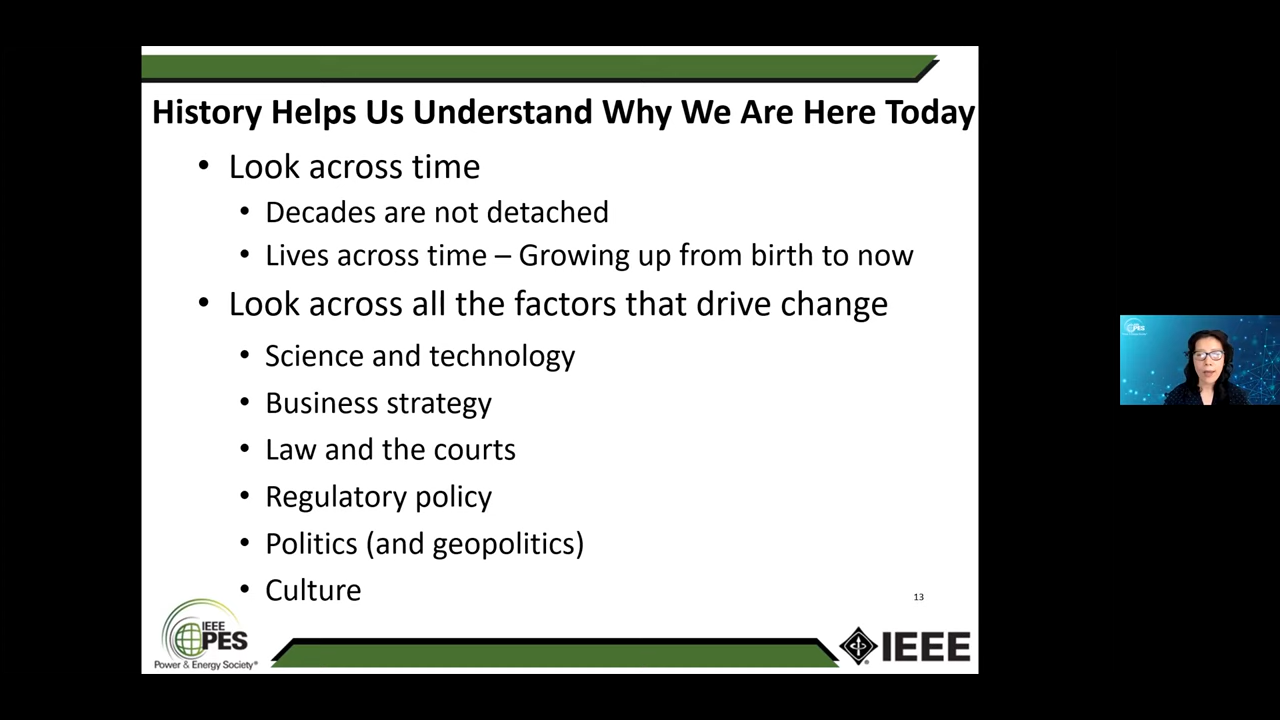 History Helps Us Understand Why We Are Here Today
• Look across time
• Decades are not detached
• Lives across time – Growing up from birth to now
• Look across all the factors that drive change
• Science and technology
• Business strategy
• Law and the courts
• Regulatory policy
• Politics (and geopolitics)
• Culture
13
IEEE
PES
Power & Energy Society®
IEEE
PES